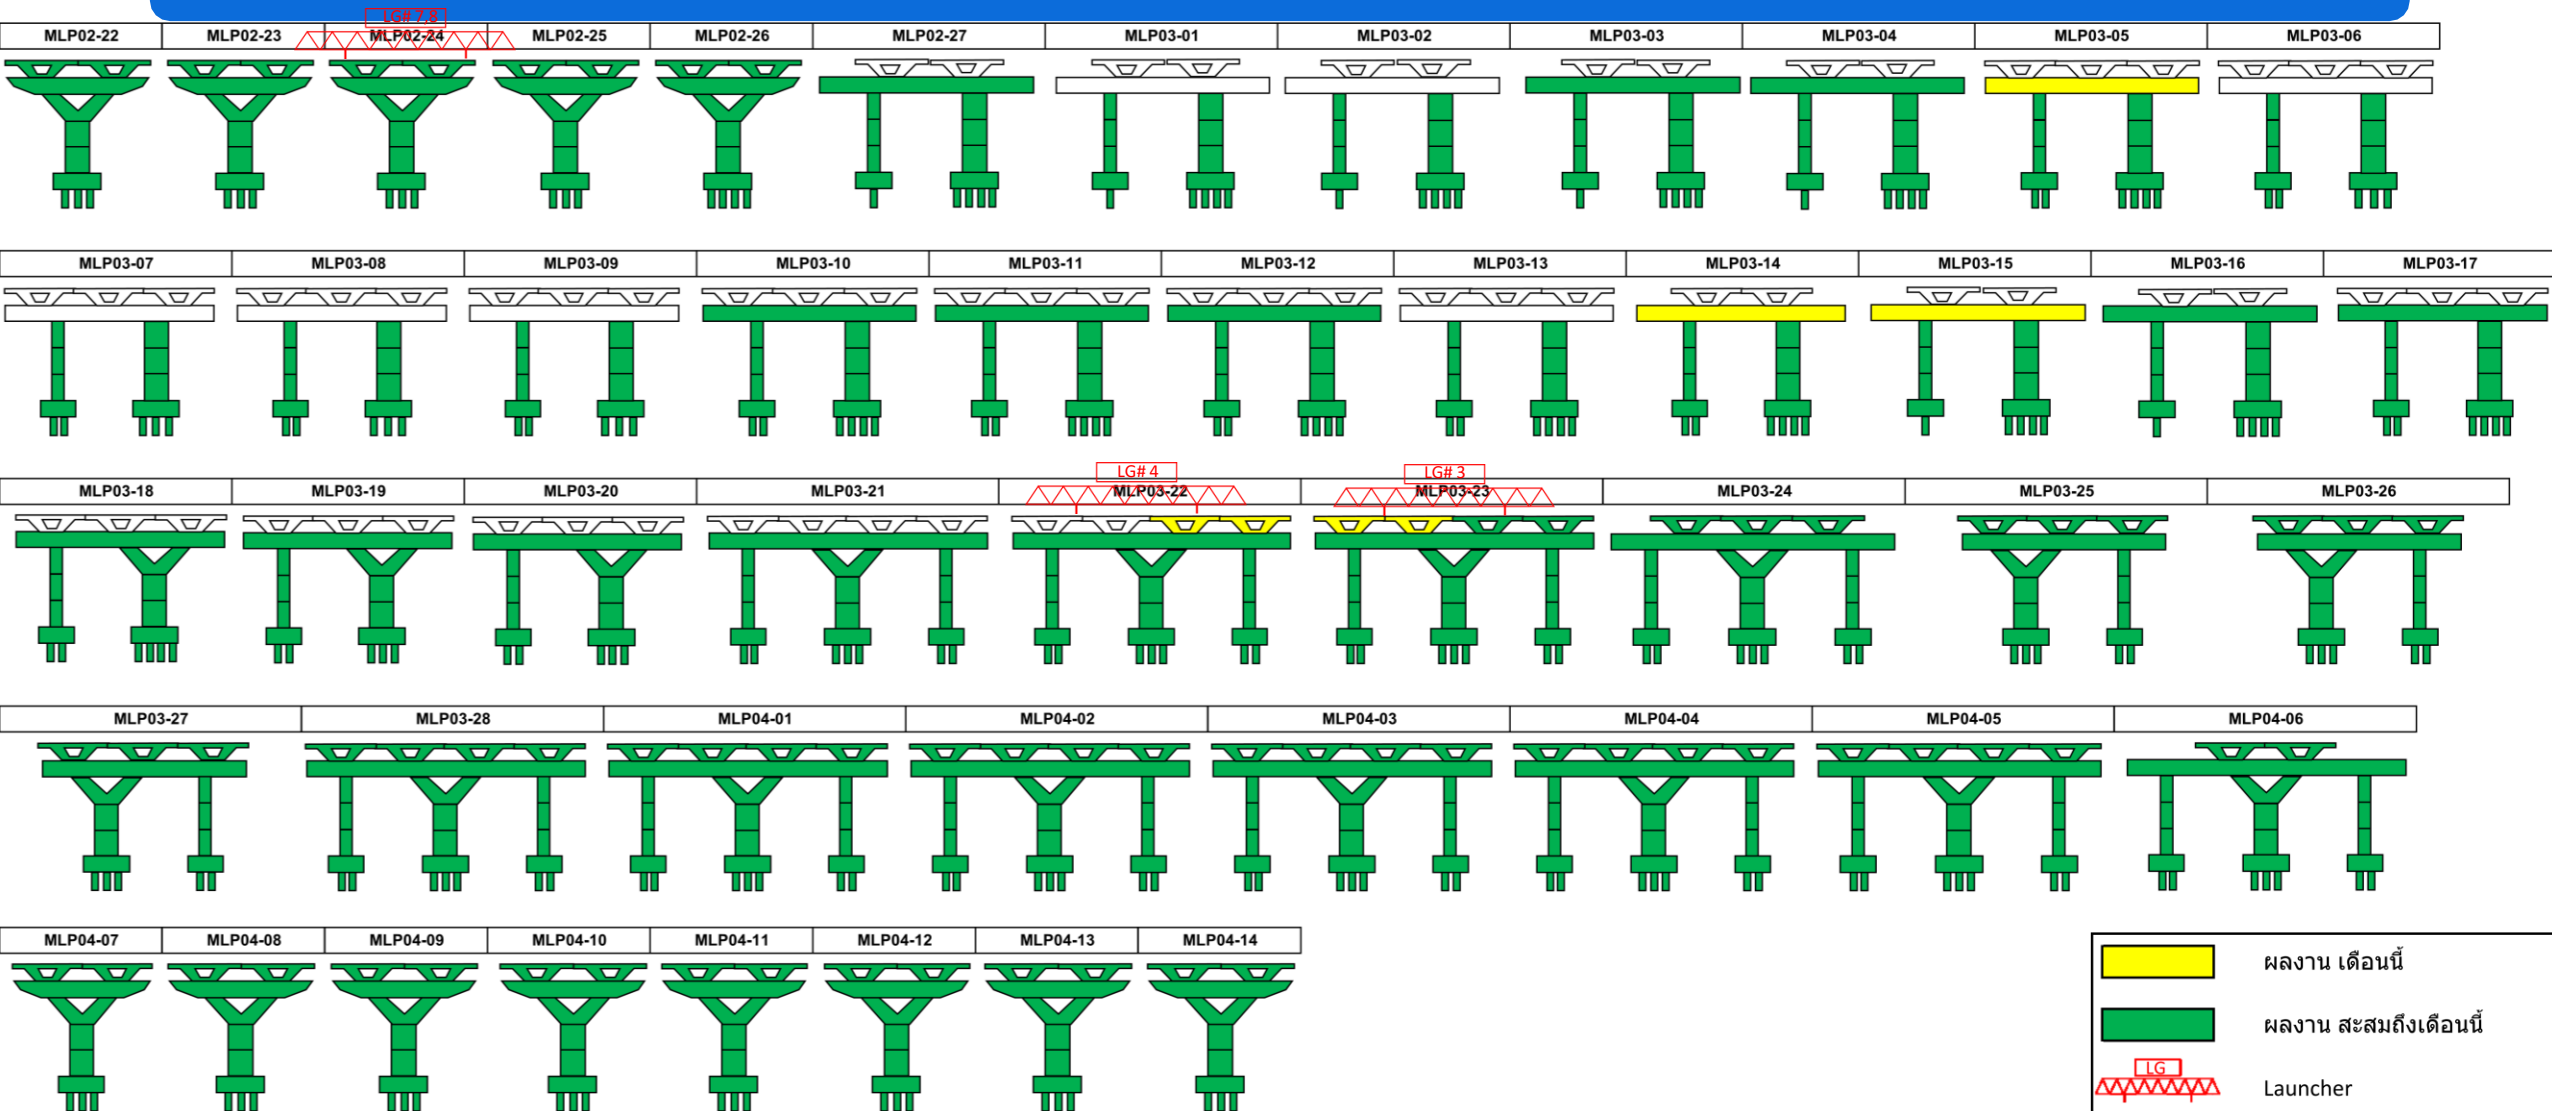 LG# 7,8
MLP02-22 MLP02-23 MLP02-24 MLP02-25 MLP02-26 MLP02-27 MLP03-01 MLP03-02 MLP03-03 MLP03-04 MLP03-05 MLP03-06
MLP03-07 MLP03-08 MLP03-09 MLP03-10 MLP03-11 MLP03-12 MLP03-13 MLP03-14 MLP03-15 MLP03-16 MLP03-17
LG# 4 LG# 3
MLP03-18 MLP03-19 MLP03-20 MLP03-21 MLP03-22 MLP03-23 MLP03-24 MLP03-25 MLP03-26
MLP03-27 MLP03-28 MLP04-01 MLP04-02 MLP04-03 MLP04-04 MLP04-05 MLP04-06
MLP04-07 MLP04-08 MLP04-09 MLP04-10 MLP04-11 MLP04-12 MLP04-13 MLP04-14
ผลงาน เดือนนี้
ผลงาน สะสมถึงเดือนนี้
LG
Launcher